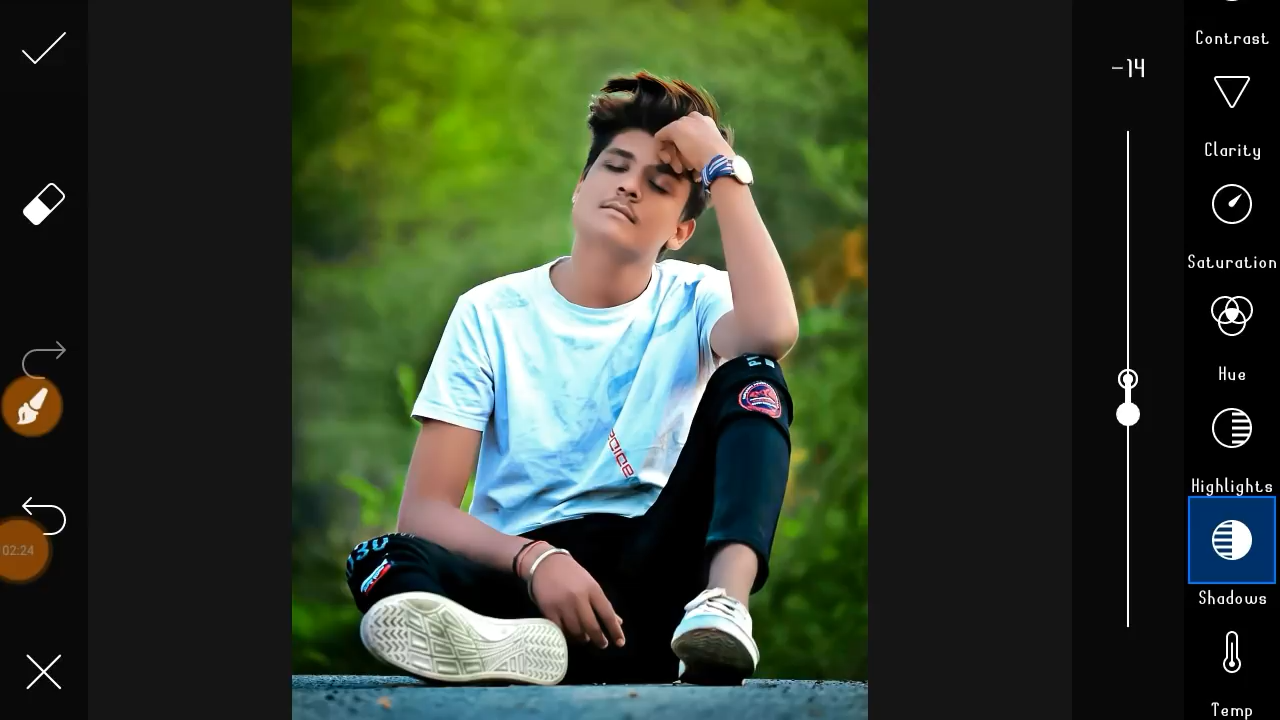 Contrast
-14
Clarity
Saturation
Hue
Highlights
Shadows
Temp
02:24